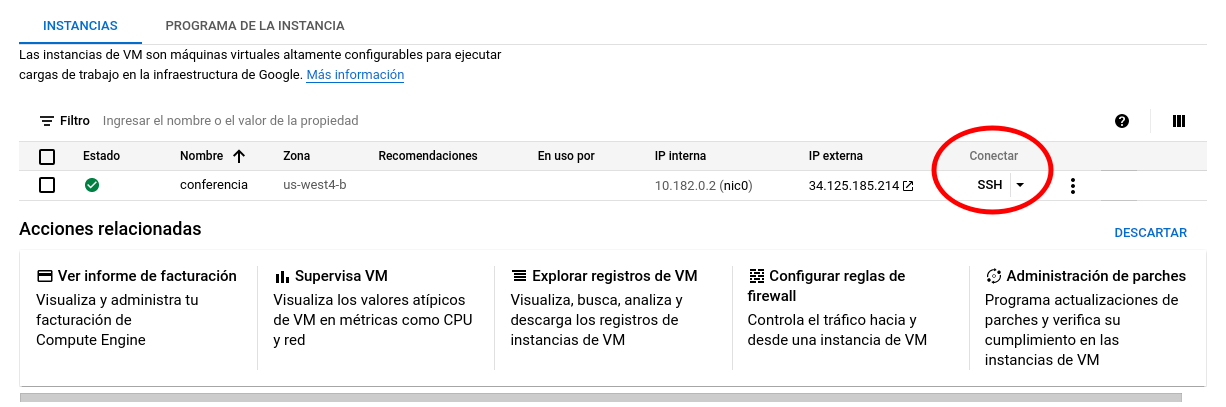 INSTANCIAS PROGRAMA DE LA INSTANCIA
Las instancias de VM son máquinas virtuales altamente configurables para ejecutar
cargas de trabajo en la infraestructura de Google. Más información
Filtro Ingresar el nombre o el valor de la propiedad
Estado Nombre Zona Recomendaciones En uso por IP interna IP externa Conectar
conferencia us-west4-b 10.182.0.2 (nic0) 34.125.185.214 SSH
Acciones relacionadas
DESCARTAR
Ver informe de facturación
Visualiza y administra tu
facturación de
Compute Engine
Supervisa VM
Visualiza los valores atípicos
de VM en métricas como CPU
y red
Explorar registros de VM
Visualiza, busca, analiza y
descarga los registros de
instancias de VM
Configurar reglas de
firewall
Controla el tráfico hacia y
desde una instancia de VM
Administración de parches
Programa actualizaciones de
parches y verifica su
cumplimiento en las
instancias de VM